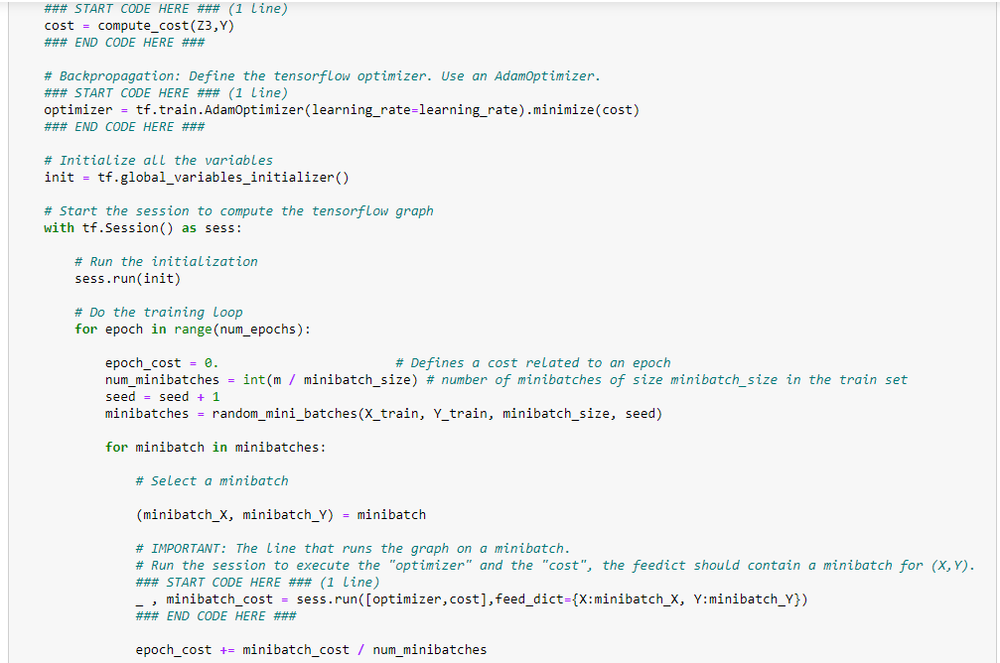 ### START CODE HERE ### (1 line)
cost = compute_cost(Z3,Y)
### END CODE HERE ###
# Backpropagation: Define the tensorflow optimizer. Use an AdamOptimizer.
### START CODE HERE ### (1 line)
optimizer = tf.train.AdamOptimizer(learning_rate=learning_rate).minimize(cost)
### END CODE HERE ###
# Initialize all the variables
init = tf.global_variables_initializer()
# Start the session to compute the tensorflow graph
with tf.Session() as sess:
# Run the initialization
sess.run(init)
# Do the training loop
for epoch in range(num_epochs):
epoch_cost = 0. # Defines a cost related to an epoch
num_minibatches = int(m / minibatch_size) # number of minibatches of size minibatch_size in the train set
seed = seed + 1
minibatches = random_mini_batches(X_train, Y_train, minibatch_size, seed)
for minibatch in minibatches:
# Select a minibatch
(minibatch_X, minibatch_Y) = minibatch
# IMPORTANT: The line that runs the graph on a minibatch.
# Run the session to execute the "optimizer" and the "cost", the feedict should contain a minibatch for (X,Y).
### START CODE HERE ### (1 line)
_ , minibatch_cost = sess.run([optimizer,cost],feed_dict={X:minibatch_X, Y:minibatch_Y})
### END CODE HERE ###
epoch_cost += minibatch_cost / num_minibatches